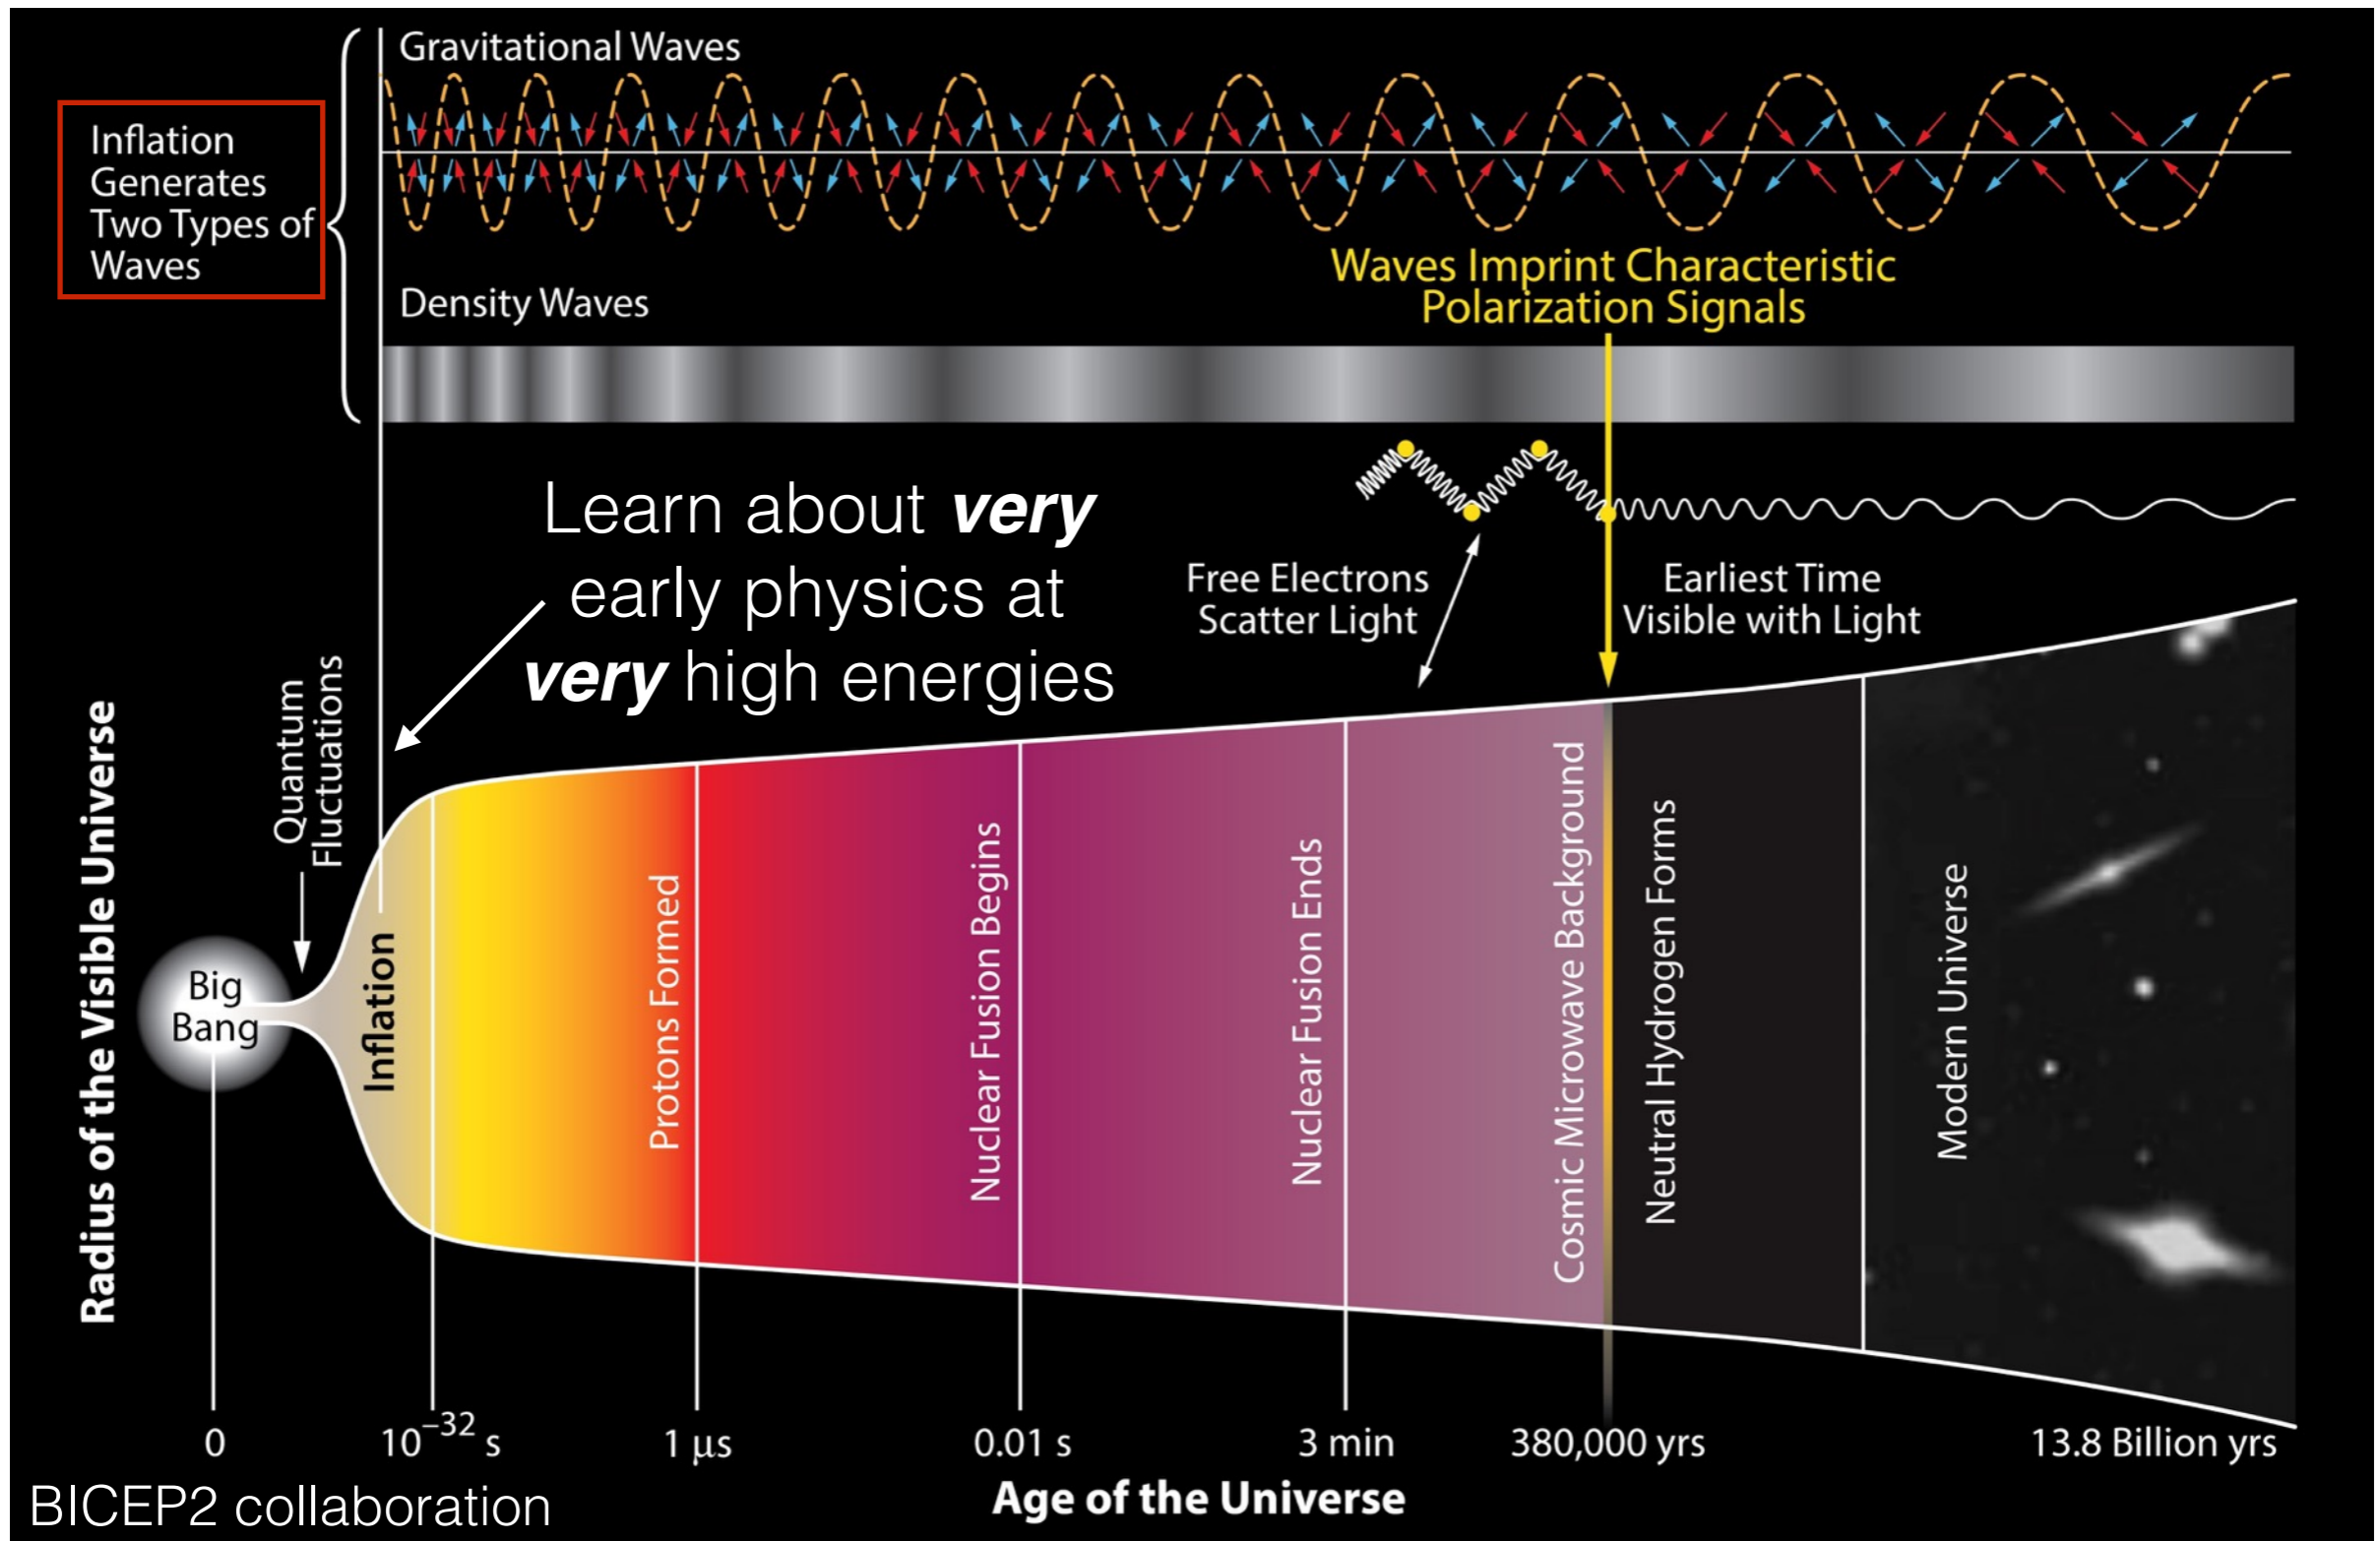 Gravitational Waves
Inflation
Generates
Two Types of
Waves
Waves Imprint Characteristic
Polarization Signals
Density Waves
Learn about very
early physics at
very high energies
Free Electrons
Scatter Light
Earliest Time
Visible with Light
Radius of the Visible Universe
Quantum
Fluctuations
Big
Bang
Inflation
Protons Formed
Nuclear Fusion Begins
Nuclear Fusion Ends
Cosmic Microwave Background
Neutral Hydrogen Forms
Modern Universe
0
10⁻³² s
1 μs
0.01 s
3 min
380,000 yrs
13.8 Billion yrs
Age of the Universe
BICEP2 collaboration